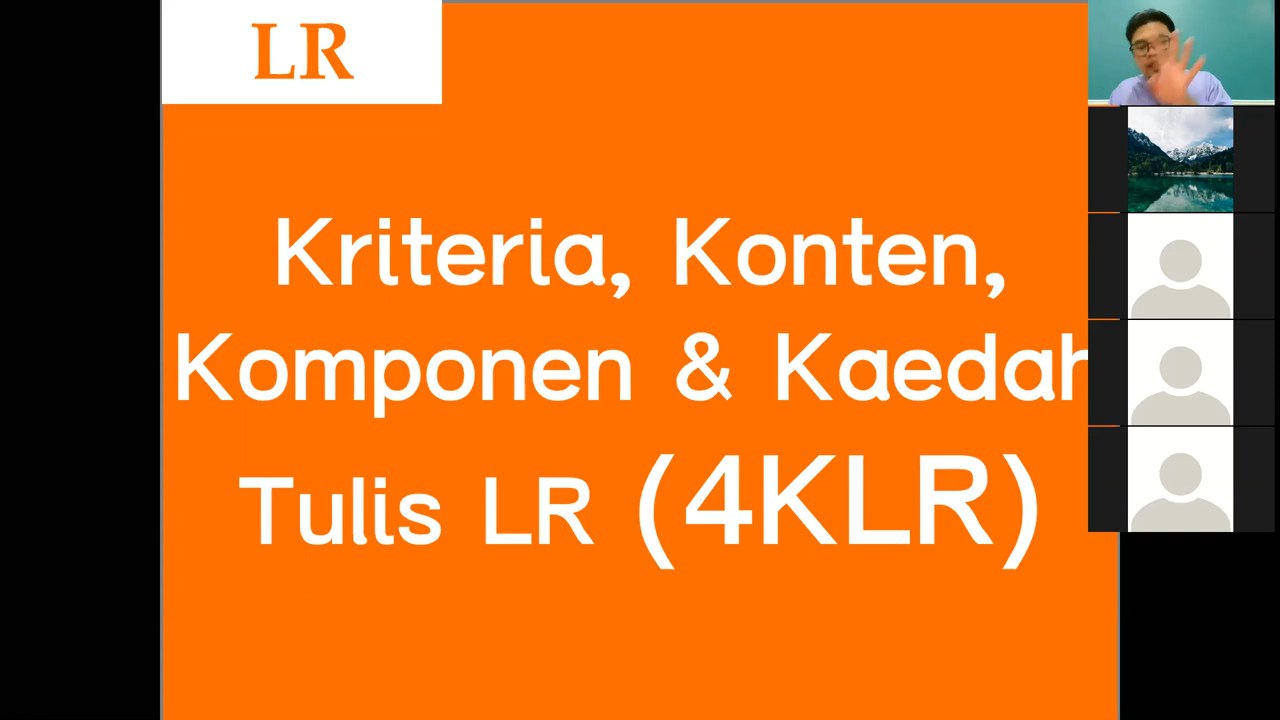 LR
Kriteria, Konten,
Komponen & Kaedah
Tulis LR (4KLR)